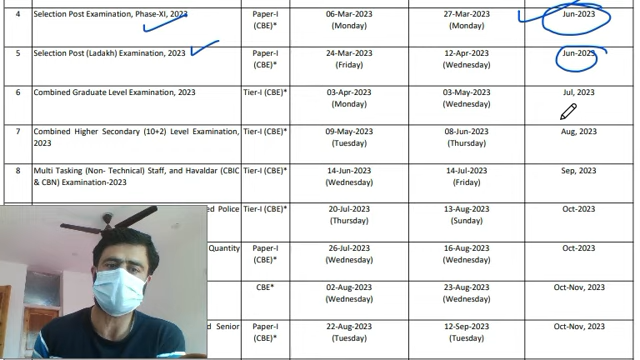 4 Selection Post Examination, Phase-XI, 2023 Paper-I 06-Mar-2023 27-Mar-2023 Jun-2023
(CBE)* (Monday) (Monday)
5 Selection Post (Ladakh) Examination, 2023 Paper-I 24-Mar-2023 12-Apr-2023 Jun-2023
(CBE)* (Friday) (Wednesday)
6 Combined Graduate Level Examination, 2023 Tier-I (CBE)* 03-Apr-2023 03-May-2023 Jul, 2023
(Monday) (Wednesday)
7 Combined Higher Secondary (10+2) Level Examination, Tier-I (CBE)* 09-May-2023 08-Jun-2023 Aug, 2023
2023 (Tuesday) (Thursday)
8 Multi Tasking (Non- Technical) Staff, and Havaldar (CBIC Tier-I (CBE)* 14-Jun-2023 14-Jul-2023 Sep, 2023
& CBN) Examination-2023 (Wednesday) (Friday)
Police Tier-I (CBE)* 20-Jul-2023 13-Aug-2023 Oct-2023
(Thursday) (Sunday)
Quantity Paper-I 26-Jul-2023 16-Aug-2023 Oct-2023
(CBE)* (Wednesday) (Wednesday)
CBE* 02-Aug-2023 23-Aug-2023 Oct-Nov, 2023
(Wednesday) (Wednesday)
Senior Paper-I 22-Aug-2023 12-Sep-2023 Oct-Nov, 2023
(CBE)* (Tuesday) (Tuesday)